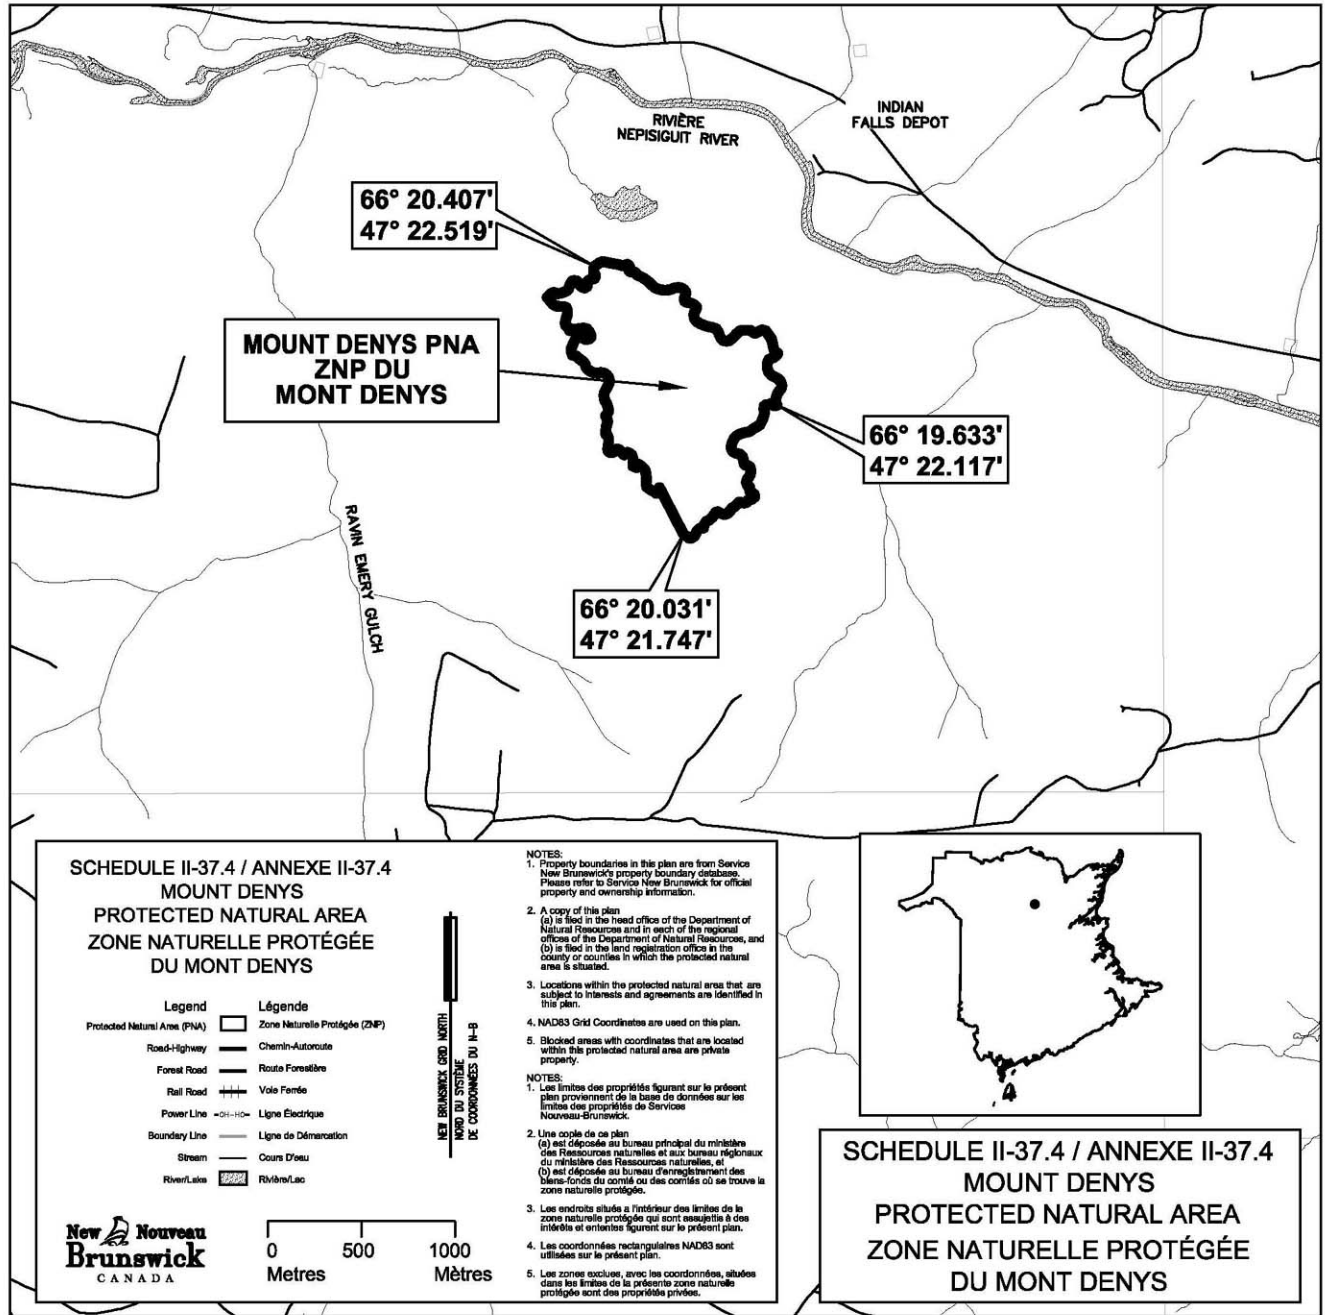 INDIAN
FALLS DEPOT
RIVIÈRE
NEPISIGUIT RIVER
66° 20.407'
47° 22.519'
MOUNT DENYS PNA
ZNP DU
MONT DENYS
66° 19.633'
47° 22.117'
RAVIN EMERY GULCH
66° 20.031'
47° 21.747'
SCHEDULE II-37.4 / ANNEXE II-37.4
MOUNT DENYS
PROTECTED NATURAL AREA
ZONE NATURELLE PROTÉGÉE
DU MONT DENYS
Legend Légende
Protected Natural Area (PNA) Zone Naturelle Protégée (ZNP)
Road-Highway Chemin-Autoroute
Forest Road Route Forestière
Rail Road Voie Ferrée
Power Line -OH-HO- Ligne Électrique
Boundary Line Ligne de Démarcation
Stream Cours D'eau
River/Lake Rivière/Lac
NEW BRUNSWICK GRID NORTH
NORD DU SYSTÈME
DE COORDONNÉES DU N-B
New Nouveau
Brunswick
CANADA
0 500 1000
Metres Mètres
NOTES:
1. Property boundaries in this plan are from Service
New Brunswick's property boundary database.
Please refer to Service New Brunswick for official
property and ownership information.
2. A copy of this plan
(a) is filed in the head office of the Department of
Natural Resources and in each of the regional
offices of the Department of Natural Resources, and
(b) is filed in the land registration office in the
county or counties in which the protected natural
area is situated.
3. Locations within the protected natural area that are
subject to interests and agreements are identified in
this plan.
4. NAD83 Grid Coordinates are used on this plan.
5. Blocked areas with coordinates that are located
within this protected natural area are private
property.
NOTES:
1. Les limites des propriétés figurant sur le présent
plan proviennent de la base de données sur les
limites des propriétés de Services
Nouveau-Brunswick.
2. Une copie de ce plan
(a) est déposée au bureau principal du ministère
des Ressources naturelles et aux bureau régionaux
du ministère des Ressources naturelles, et
(b) est déposée au bureau d'enregistrement des
biens-fonds du comté ou des comtés où se trouve la
zone naturelle protégée.
3. Les endroits situés a l'intérieur des limites de la
zone naturelle protégée qui sont assujettis à des
intérêts et ententes figurent sur le présent plan.
4. Les coordonnées rectangulaires NAD83 sont
utilisées sur le présent plan.
5. Les zones exclues, avec les coordonnées, situées
dans les limites de la présente zone naturelle
protégée sont des propriétés privées.
SCHEDULE II-37.4 / ANNEXE II-37.4
MOUNT DENYS
PROTECTED NATURAL AREA
ZONE NATURELLE PROTÉGÉE
DU MONT DENYS